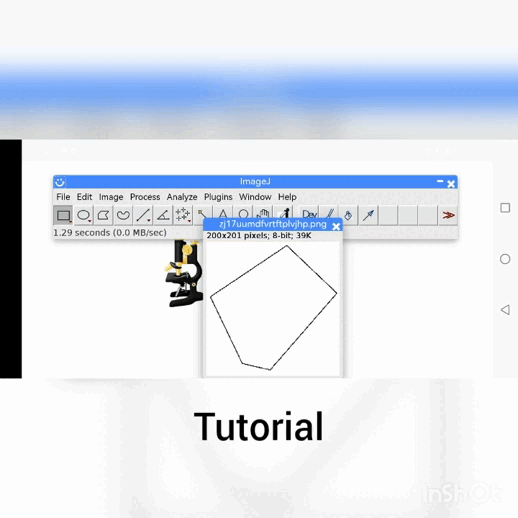 ImageJ
File Edit Image Process Analyze Plugins Window Help
Dev
1.29 seconds (0.0 MB/sec)
zj17uumdfvrtftplvjhp.png
200x201 pixels; 8-bit; 39K
Tutorial
InShOt